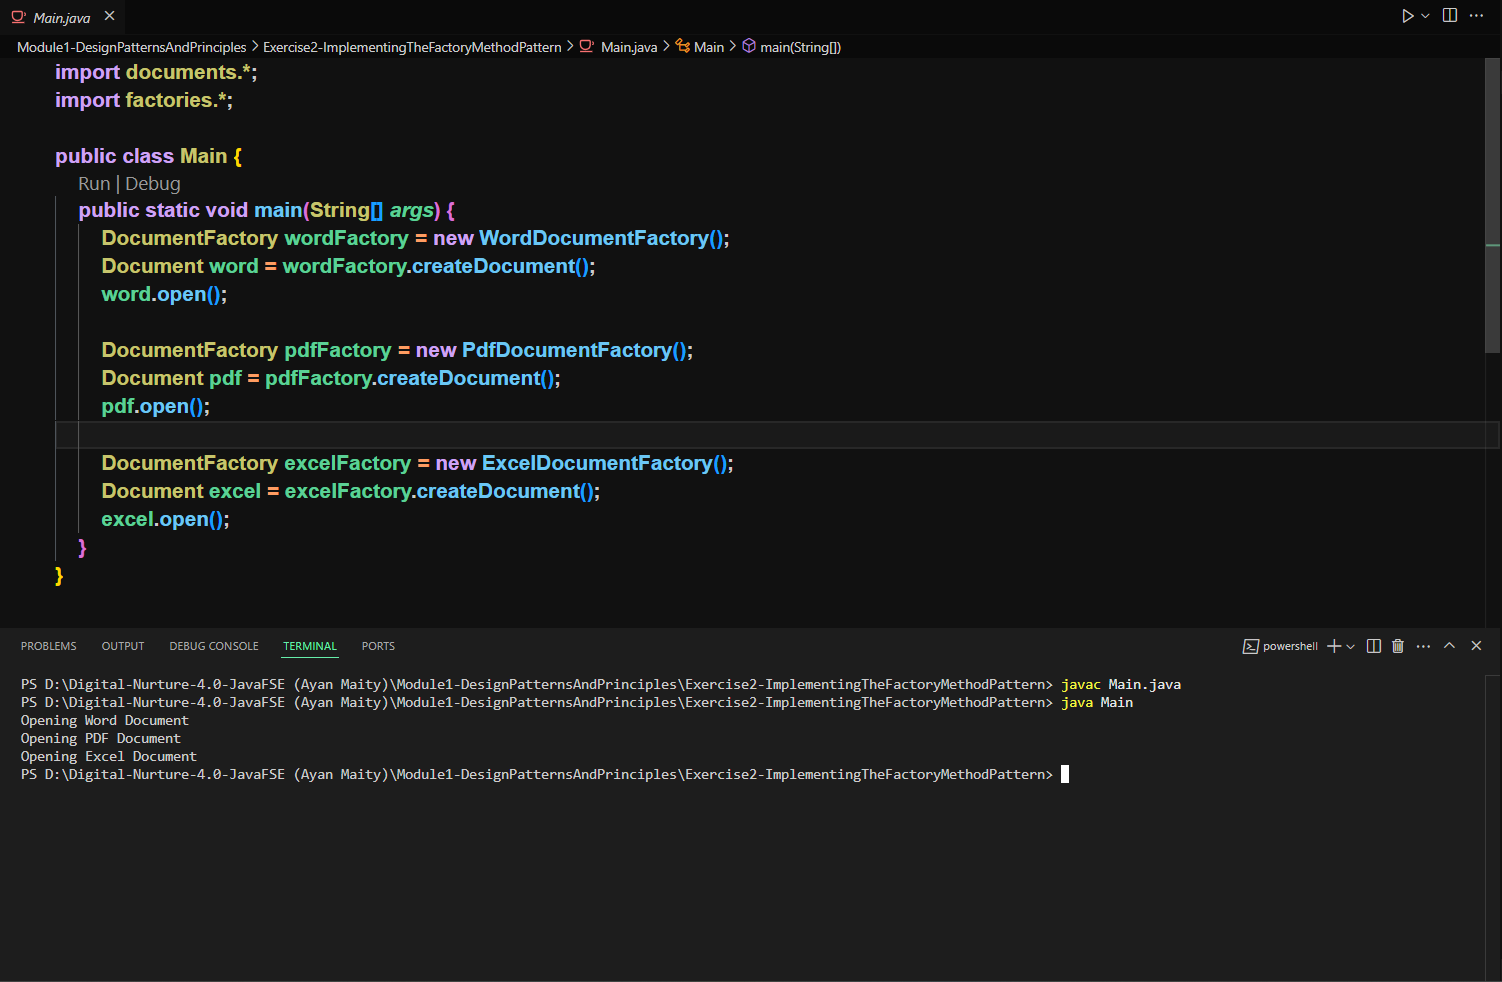 Main.java
Module1-DesignPatternsAndPrinciples > Exercise2-ImplementingTheFactoryMethodPattern > Main.java > Main > main(String[])
import documents.*;
import factories.*;
public class Main {
Run | Debug
public static void main(String[] args) {
DocumentFactory wordFactory = new WordDocumentFactory();
Document word = wordFactory.createDocument();
word.open();
DocumentFactory pdfFactory = new PdfDocumentFactory();
Document pdf = pdfFactory.createDocument();
pdf.open();
DocumentFactory excelFactory = new ExcelDocumentFactory();
Document excel = excelFactory.createDocument();
excel.open();
}
}
PROBLEMS OUTPUT DEBUG CONSOLE TERMINAL PORTS powershell
PS D:\Digital-Nurture-4.0-JavaFSE (Ayan Maity)\Module1-DesignPatternsAndPrinciples\Exercise2-ImplementingTheFactoryMethodPattern> javac Main.java
PS D:\Digital-Nurture-4.0-JavaFSE (Ayan Maity)\Module1-DesignPatternsAndPrinciples\Exercise2-ImplementingTheFactoryMethodPattern> java Main
Opening Word Document
Opening PDF Document
Opening Excel Document
PS D:\Digital-Nurture-4.0-JavaFSE (Ayan Maity)\Module1-DesignPatternsAndPrinciples\Exercise2-ImplementingTheFactoryMethodPattern>